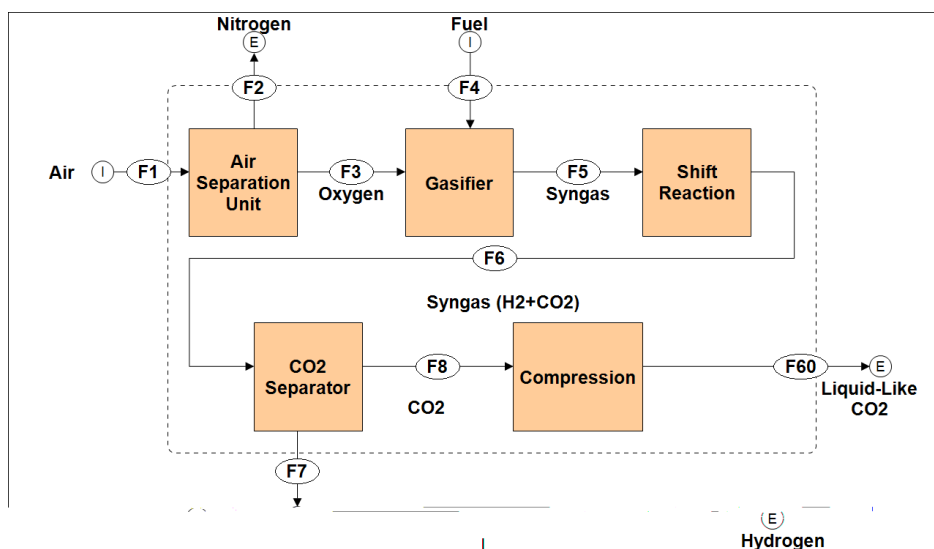 Nitrogen
Fuel
E
I
F2
F4
Air
I
F1
Air
Separation
Unit
F3
Oxygen
Gasifier
F5
Syngas
Shift
Reaction
F6
Syngas (H2+CO2)
CO2
Separator
F8
CO2
Compression
F60
E
Liquid-Like
CO2
F7
E
Hydrogen